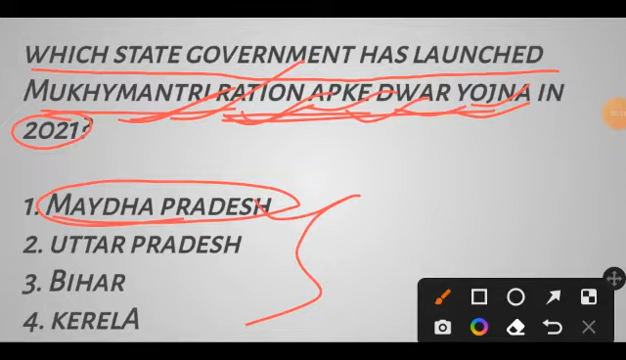 WHICH STATE GOVERNMENT HAS LAUNCHED
MUKHYMANTRI RATION APKE DWAR YOJNA IN
2021?
1. MAYDHA PRADESH
2. UTTAR PRADESH
3. BIHAR
4. KERELA